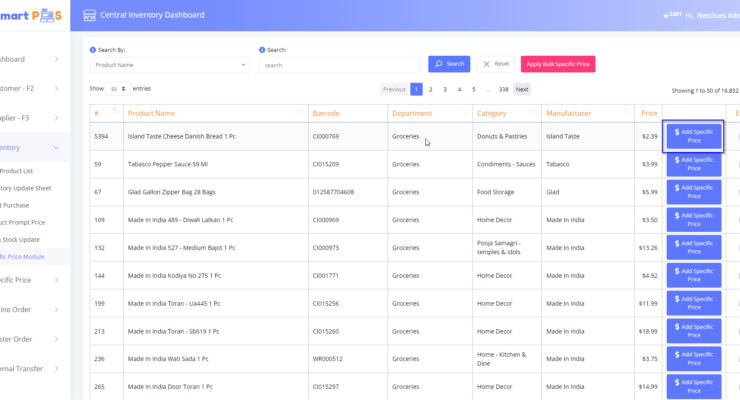 mart POS
Central Inventory Dashboard
2391 Hi, Netclues Adm
shboard
stomer - F2
plier - F3
entory
Product List
tory Update Sheet
Purchase
uct Prompt Price
Stock Update
fic Price Module
cific Price
ine Order
ster Order
ernal Transfer
Search By:
Search:
Product Name
search
Search
Reset
Apply Bulk Specific Price
Show 50 entries
Previous 1 2 3 4 5 ... 338 Next
Showing 1 to 50 of 16,852
# Product Name Barcode Department Category Manufacturer Price E
5394 Island Taste Cheese Danish Bread 1 Pc CI000769 Groceries Donuts & Pastries Island Taste $2.39 $ Add Specific
Price
59 Tabasco Pepper Sauce 59 Ml CI015209 Groceries Condiments - Sauces Tabasco $3.99 $ Add Specific
Price
67 Glad Gallon Zipper Bag 28 Bags 012587704608 Groceries Food Storage Glad $5.99 $ Add Specific
Price
109 Made In India 489 - Diwali Latkan 1 Pc CI000969 Groceries Home Decor Made In India $3.50 $ Add Specific
Price
132 Made In India 527 - Medium Bajot 1 Pc CI000973 Groceries Pooja Samagri -
temples & Idols Made In India $13.26 $ Add Specific
Price
144 Made In India Kodiya No 275 1 Pc CI001771 Groceries Home Decor Made In India $4.92 $ Add Specific
Price
199 Made In India Toran - Ua445 1 Pc CI015256 Groceries Home Decor Made In India $11.99 $ Add Specific
Price
213 Made In India Toran - Sb619 1 Pc CI015260 Groceries Home Decor Made In India $18.99 $ Add Specific
Price
236 Made In India Wati Sada 1 Pc WR000512 Groceries Home - Kitchen &
Dine Made In India $3.75 $ Add Specific
Price
265 Made In India Door Toran 1 Pc CI015297 Groceries Home Decor Made In India $14.99 $ Add Specific
Price